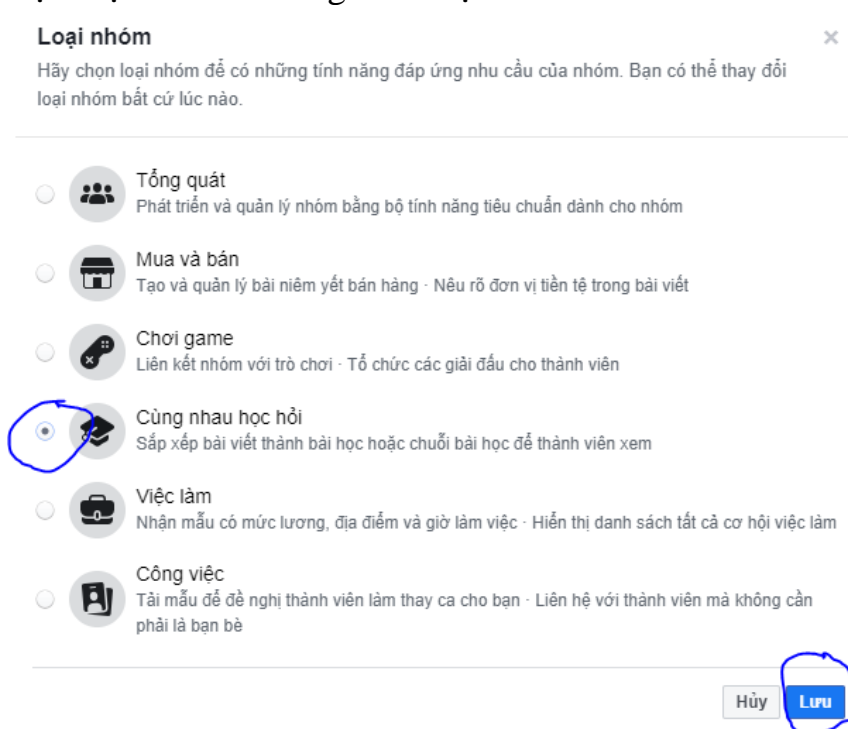 Loại nhóm
Hãy chọn loại nhóm để có những tính năng đáp ứng nhu cầu của nhóm. Bạn có thể thay đổi
loại nhóm bất cứ lúc nào.
Tổng quát
Phát triển và quản lý nhóm bằng bộ tính năng tiêu chuẩn dành cho nhóm
Mua và bán
Tạo và quản lý bài niêm yết bán hàng · Nêu rõ đơn vị tiền tệ trong bài viết
Chơi game
Liên kết nhóm với trò chơi · Tổ chức các giải đấu cho thành viên
Cùng nhau học hỏi
Sắp xếp bài viết thành bài học hoặc chuỗi bài học để thành viên xem
Việc làm
Nhận mẫu có mức lương, địa điểm và giờ làm việc · Hiển thị danh sách tất cả cơ hội việc làm
Công việc
Tải mẫu để đề nghị thành viên làm thay ca cho bạn · Liên hệ với thành viên mà không cần
phải là bạn bè
Hủy Lưu